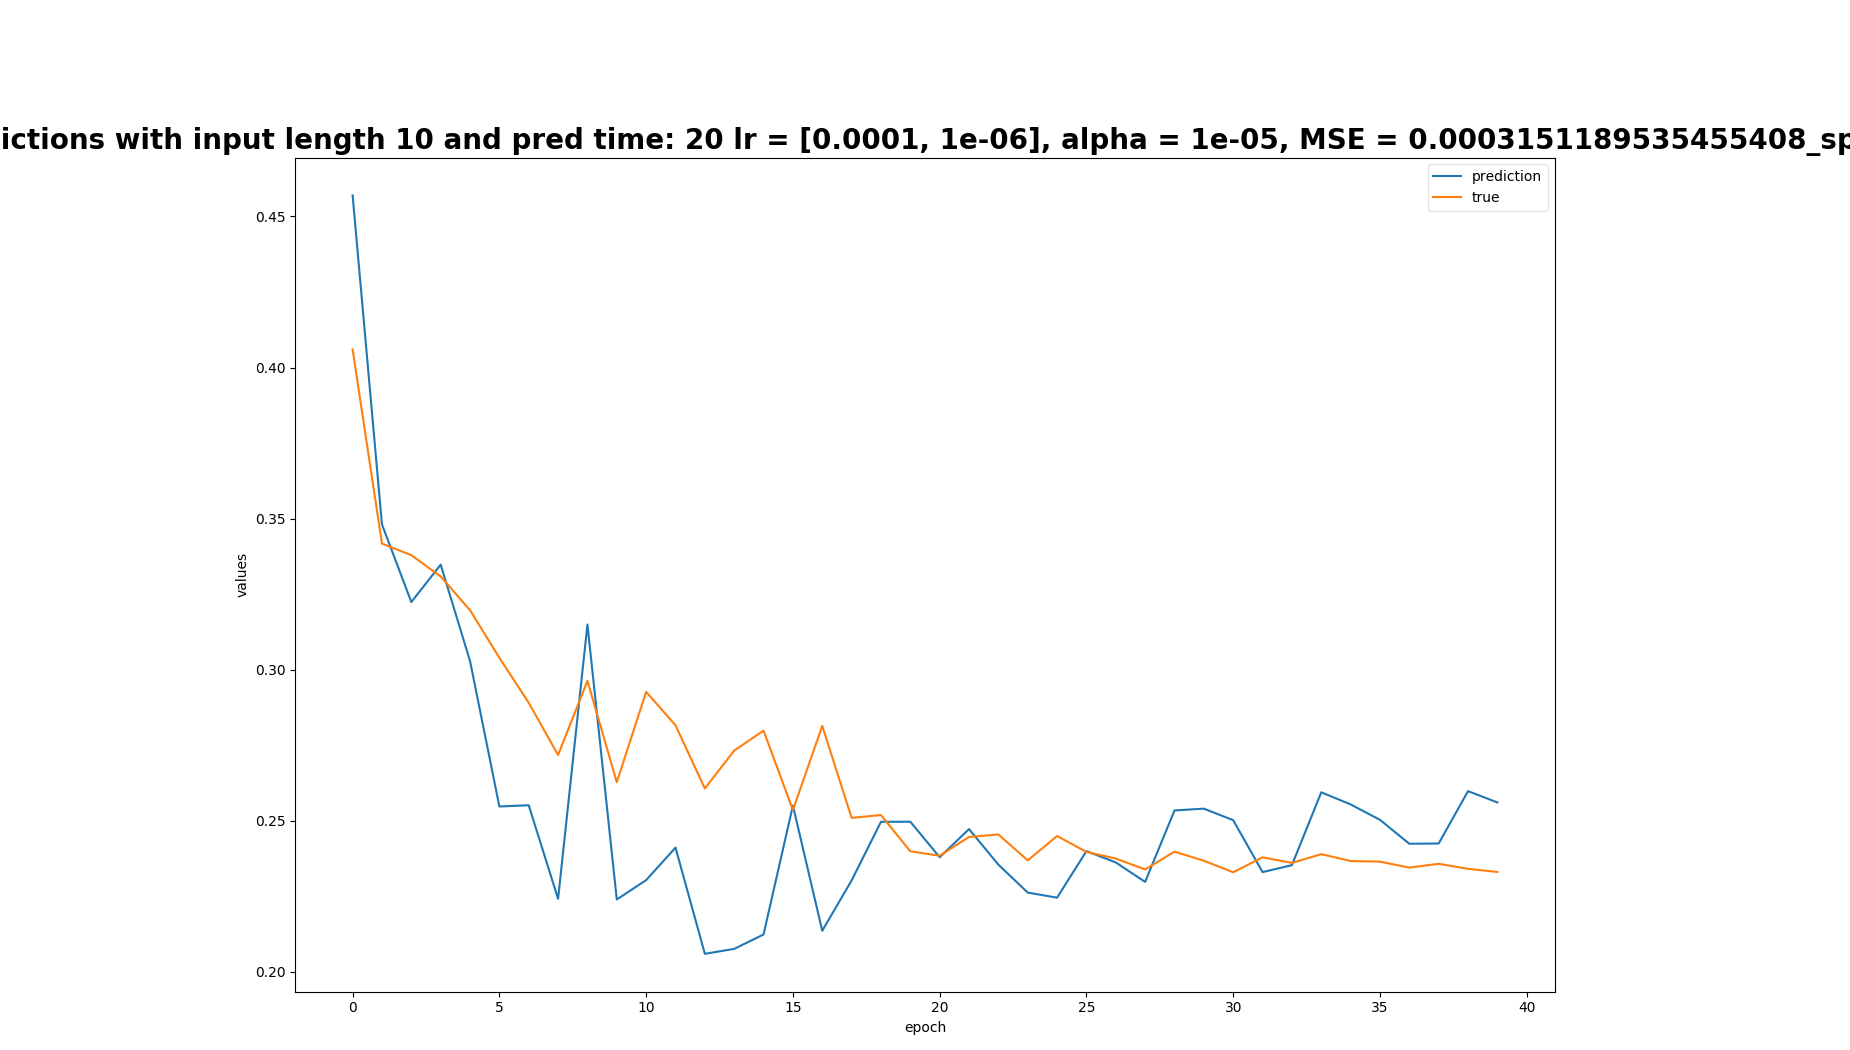 ictions with input length 10 and pred time: 20 lr = [0.0001, 1e-06], alpha = 1e-05, MSE = 0.0003151189535455408_sp
prediction
true
0.45
0.40
0.35
0.30
0.25
0.20
values
0 5 10 15 20 25 30 35 40
epoch